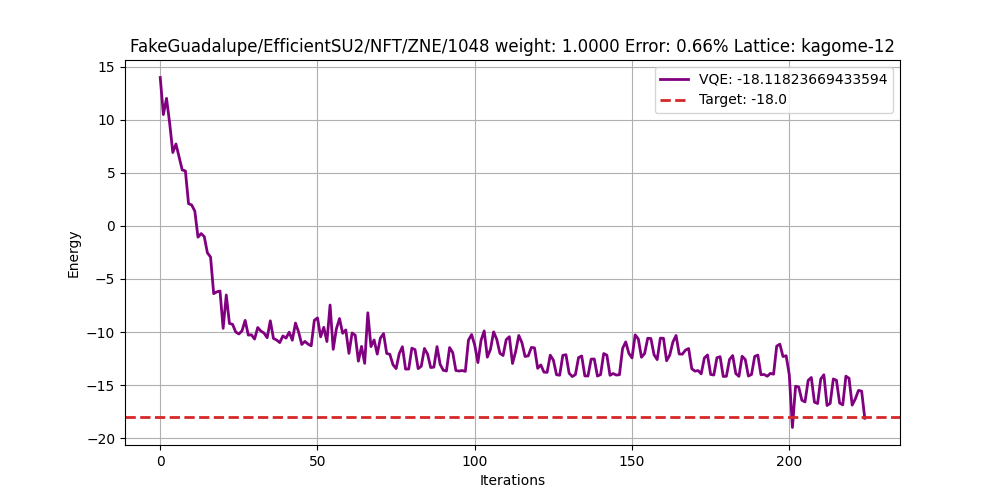 FakeGuadalupe/EfficientSU2/NFT/ZNE/1048 weight: 1.0000 Error: 0.66% Lattice: kagome-12
VQE: -18.11823669433594
Target: -18.0
15
10
5
0
−5
−10
−15
−20
Energy
0
50
100
150
200
Iterations